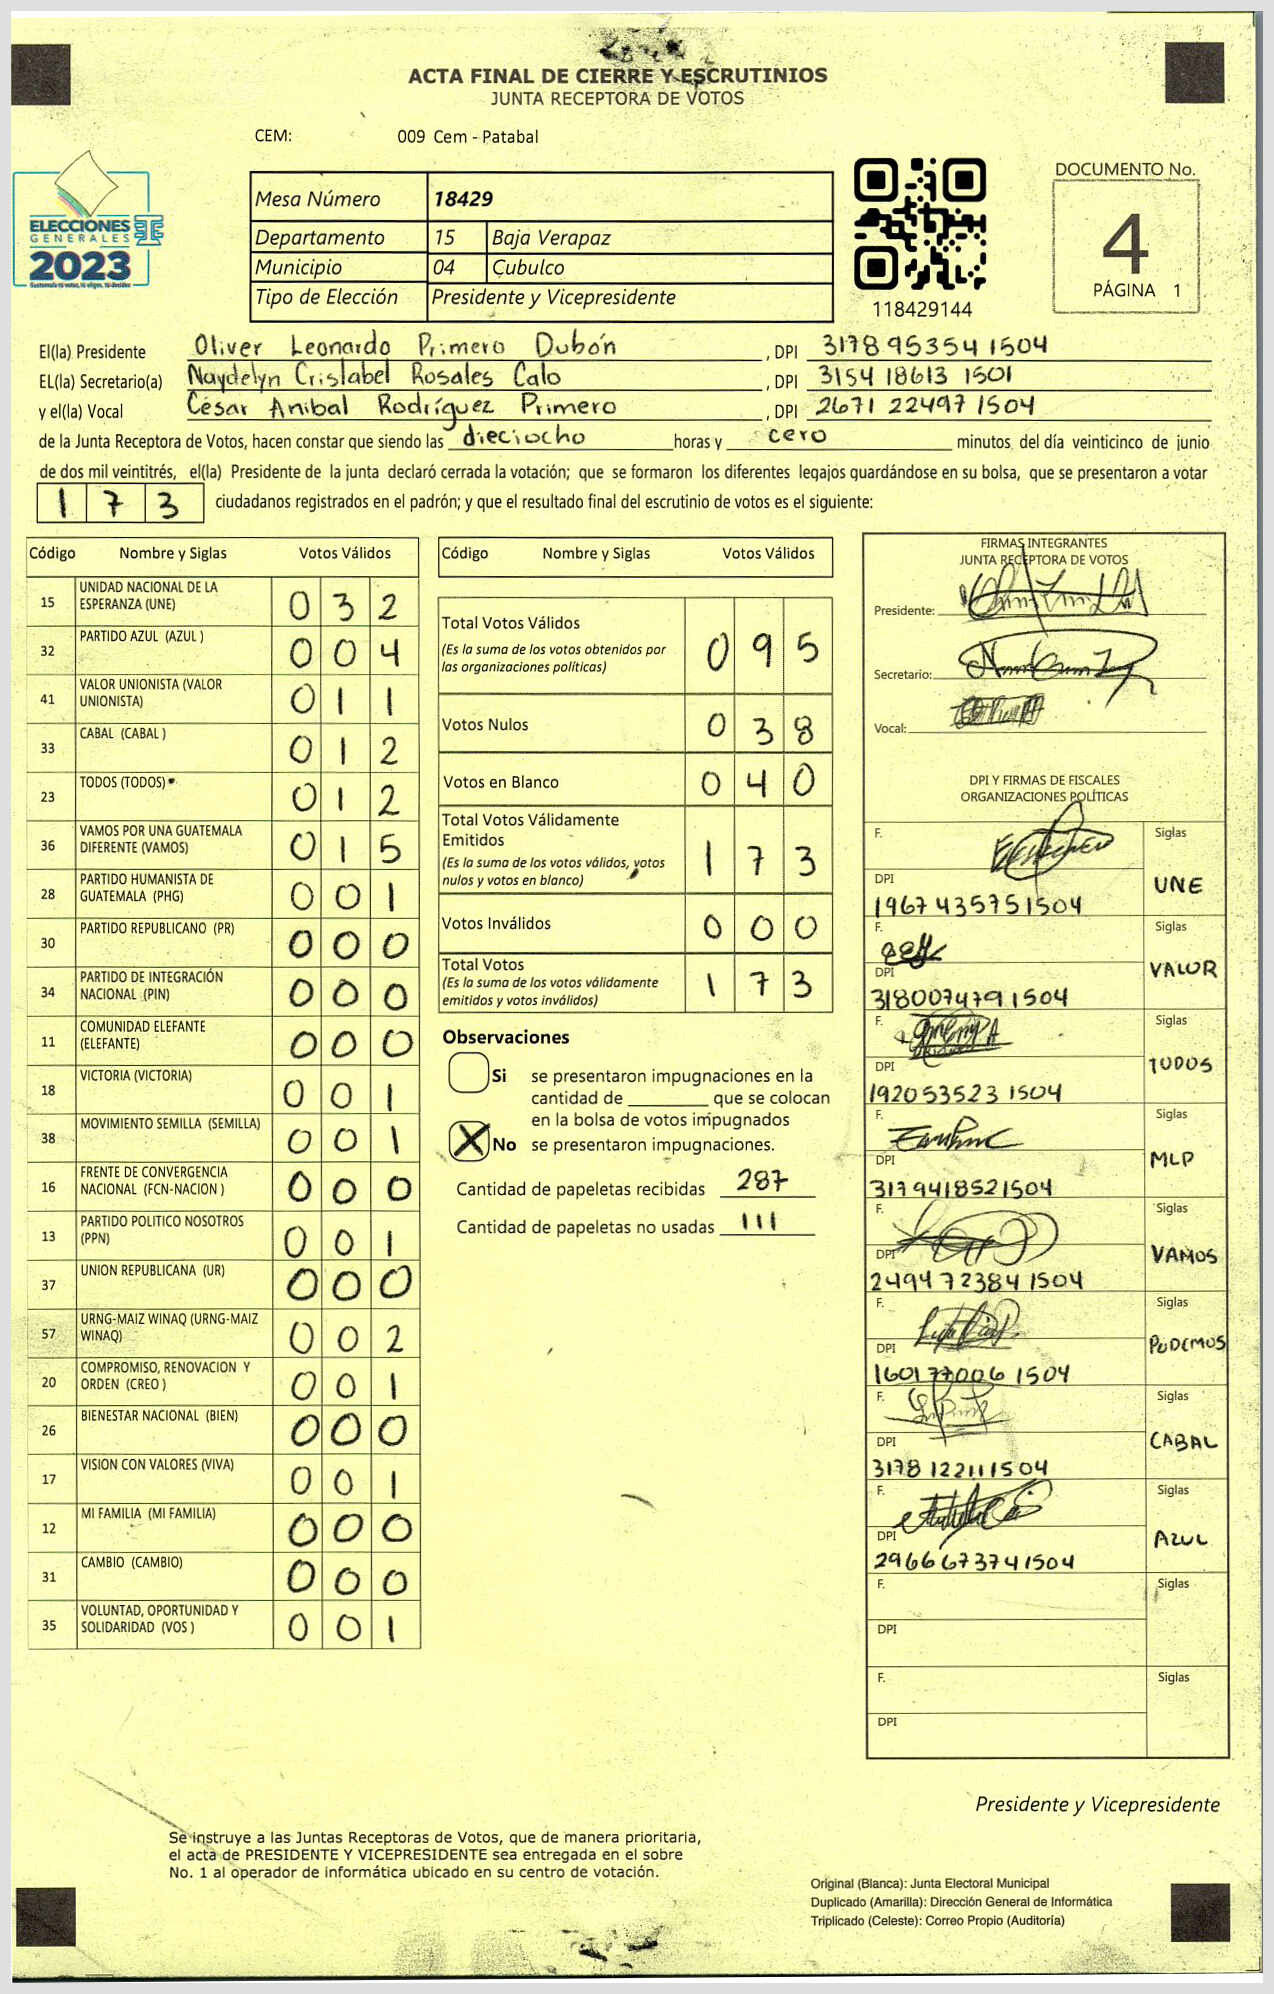 ACTA FINAL DE CIERRE Y ESCRUTINIOS
JUNTA RECEPTORA DE VOTOS
CEM: 009 Cem - Patabal
ELECCIONES
GENERALES
2023
Mesa Número 18429
Departamento 15 Baja Verapaz
Municipio 04 Cubulco
Tipo de Elección Presidente y Vicepresidente
118429144
DOCUMENTO No.
4
PÁGINA 1
El(la) Presidente Oliver Leonardo Primero Dubón , DPI 3178 95354 1504
EL(la) Secretario(a) Naydelyn Crislabel Rosales Calo , DPI 3154 18613 1501
y el(la) Vocal César Anibal Rodríguez Primero , DPI 2671 22497 1504
de la Junta Receptora de Votos, hacen constar que siendo las dieciocho horas y cero minutos del día veinticinco de junio
de dos mil veintitrés, el(la) Presidente de la junta declaró cerrada la votación; que se formaron los diferentes legajos guardándose en su bolsa, que se presentaron a votar
1 7 3 ciudadanos registrados en el padrón; y que el resultado final del escrutinio de votos es el siguiente:
Código Nombre y Siglas Votos Válidos
15 UNIDAD NACIONAL DE LA ESPERANZA (UNE) 0 3 2
32 PARTIDO AZUL (AZUL ) 0 0 4
41 VALOR UNIONISTA (VALOR UNIONISTA) 0 1 1
33 CABAL (CABAL ) 0 1 2
23 TODOS (TODOS) 0 1 2
36 VAMOS POR UNA GUATEMALA DIFERENTE (VAMOS) 0 1 5
28 PARTIDO HUMANISTA DE GUATEMALA (PHG) 0 0 1
30 PARTIDO REPUBLICANO (PR) 0 0 0
34 PARTIDO DE INTEGRACIÓN NACIONAL (PIN) 0 0 0
11 COMUNIDAD ELEFANTE (ELEFANTE) 0 0 0
18 VICTORIA (VICTORIA) 0 0 1
38 MOVIMIENTO SEMILLA (SEMILLA) 0 0 1
16 FRENTE DE CONVERGENCIA NACIONAL (FCN-NACION ) 0 0 0
13 PARTIDO POLITICO NOSOTROS (PPN) 0 0 1
37 UNION REPUBLICANA (UR) 0 0 0
57 URNG-MAIZ WINAQ (URNG-MAIZ WINAQ) 0 0 2
20 COMPROMISO, RENOVACION Y ORDEN (CREO ) 0 0 1
26 BIENESTAR NACIONAL (BIEN) 0 0 0
17 VISION CON VALORES (VIVA) 0 0 1
12 MI FAMILIA (MI FAMILIA) 0 0 0
31 CAMBIO (CAMBIO) 0 0 0
35 VOLUNTAD, OPORTUNIDAD Y SOLIDARIDAD (VOS ) 0 0 1
Código Nombre y Siglas Votos Válidos
Total Votos Válidos 0 9 5
(Es la suma de los votos obtenidos por
las organizaciones políticas)
Votos Nulos 0 3 8
Votos en Blanco 0 4 0
Total Votos Válidamente
Emitidos 1 7 3
(Es la suma de los votos válidos, votos
nulos y votos en blanco)
Votos Inválidos 0 0 0
Total Votos 1 7 3
(Es la suma de los votos válidamente
emitidos y votos inválidos)
Observaciones
Si se presentaron impugnaciones en la
cantidad de ________ que se colocan
en la bolsa de votos impugnados
X No se presentaron impugnaciones.
Cantidad de papeletas recibidas 287
Cantidad de papeletas no usadas 111
FIRMAS INTEGRANTES
JUNTA RECEPTORA DE VOTOS
Presidente:
Secretario:
Vocal:
DPI Y FIRMAS DE FISCALES
ORGANIZACIONES POLÍTICAS
F. Siglas
DPI UNE
1967 43575 1504
F. Siglas
DPI VALOR
3180074791504
F. Siglas
DPI TODOS
1920 53523 1504
F. Siglas
DPI MLP
3179418521504
F. Siglas
DPI VAMOS
2494 72384 1504
F. Siglas
DPI PODEMOS
1601 77006 1504
F. Siglas
DPI CABAL
3178 122111504
F. Siglas
DPI AZUL
2966 67374 1504
F. Siglas
DPI
F. Siglas
DPI
Presidente y Vicepresidente
Se instruye a las Juntas Receptoras de Votos, que de manera prioritaria,
el acta de PRESIDENTE Y VICEPRESIDENTE sea entregada en el sobre
No. 1 al operador de informática ubicado en su centro de votación.
Original (Blanca): Junta Electoral Municipal
Duplicado (Amarilla): Dirección General de Informática
Triplicado (Celeste): Correo Propio (Auditoría)